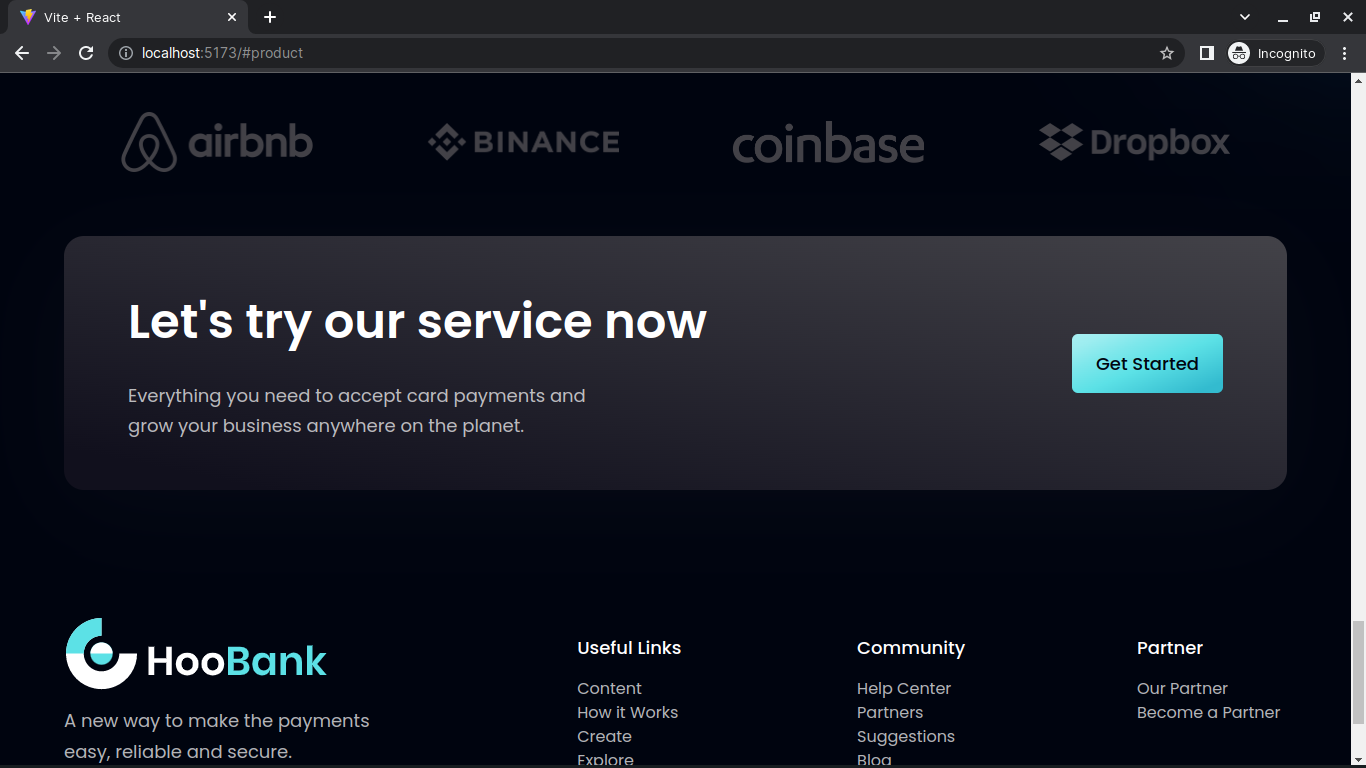 Vite + React
localhost:5173/#product
Incognito
airbnb
BINANCE
coinbase
Dropbox
Let's try our service now
Everything you need to accept card payments and
grow your business anywhere on the planet.
Get Started
HooBank
A new way to make the payments
easy, reliable and secure.
Useful Links
Content
How it Works
Create
Explore
Community
Help Center
Partners
Suggestions
Blog
Partner
Our Partner
Become a Partner